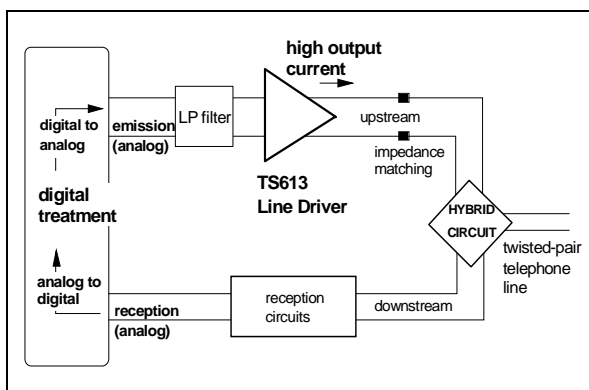 high output
current
LP filter
digital to
analog
emission
(analog)
upstream
impedance
matching
TS613
Line Driver
digital
treatment
HYBRID
CIRCUIT
twisted-pair
telephone
line
analog to
digital
reception
(analog)
reception
circuits
downstream